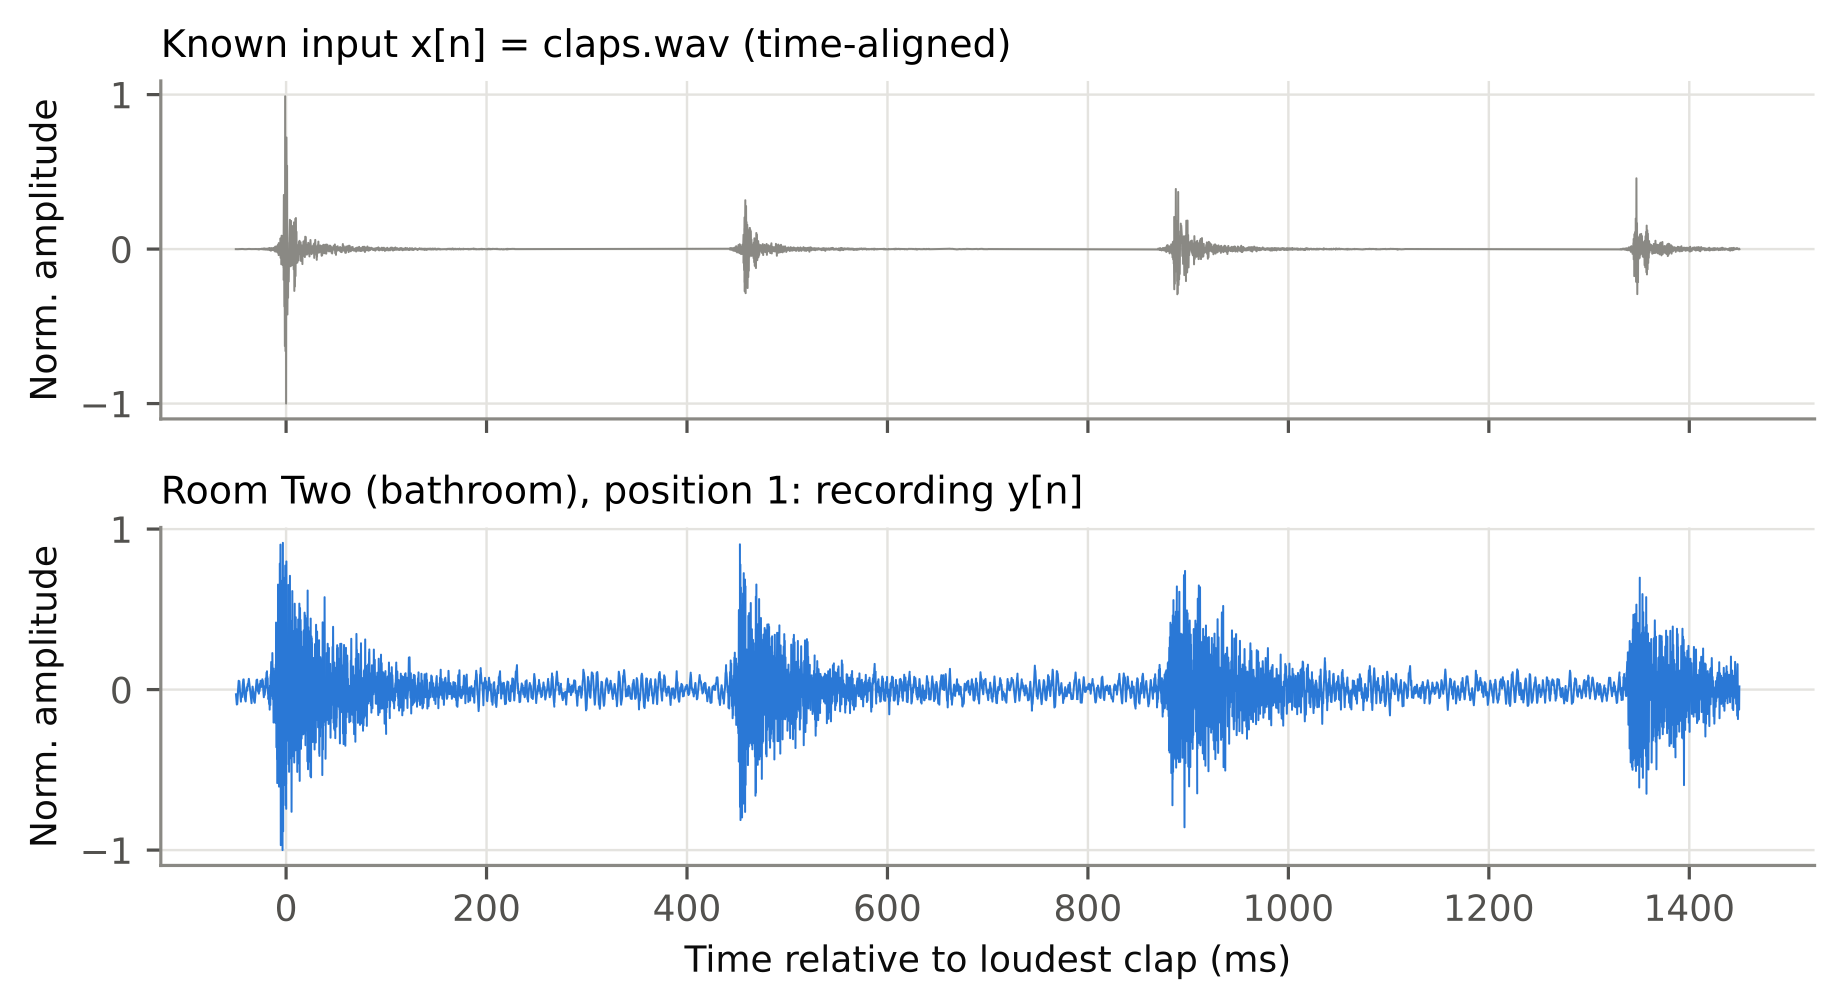 Known input x[n] = claps.wav (time-aligned)
Norm. amplitude
1
0
−1
Room Two (bathroom), position 1: recording y[n]
Norm. amplitude
1
0
−1
0 200 400 600 800 1000 1200 1400
Time relative to loudest clap (ms)